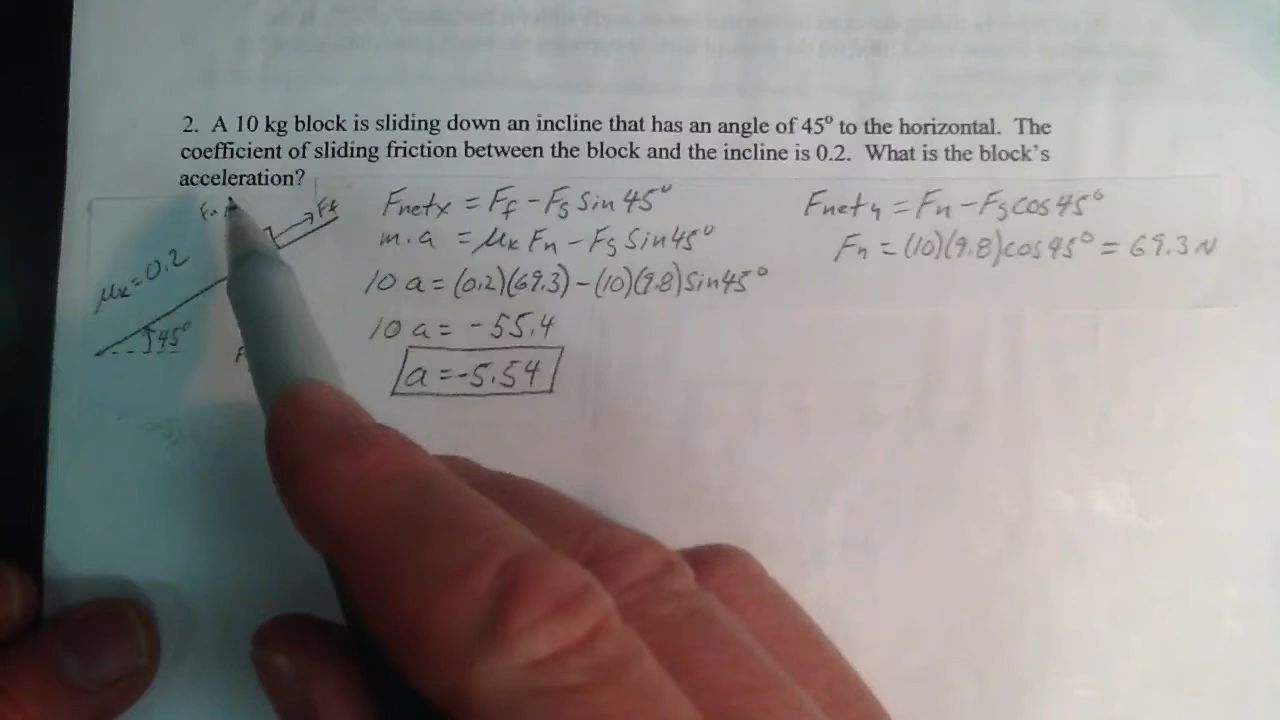 2. A 10 kg block is sliding down an incline that has an angle of 45° to the horizontal. The
coefficient of sliding friction between the block and the incline is 0.2. What is the block's
acceleration?
Fn
Ff
μk = 0.2
45°
F
Fnetx = Ff - Fg Sin 45°
m.a = μk Fn - Fg Sin 45°
10 a = (0.2)(69.3) - (10)(9.8) Sin 45°
10 a = -55.4
a = -5.54
Fnety = Fn - Fg cos 45°
Fn = (10)(9.8) cos 45° = 69.3 N